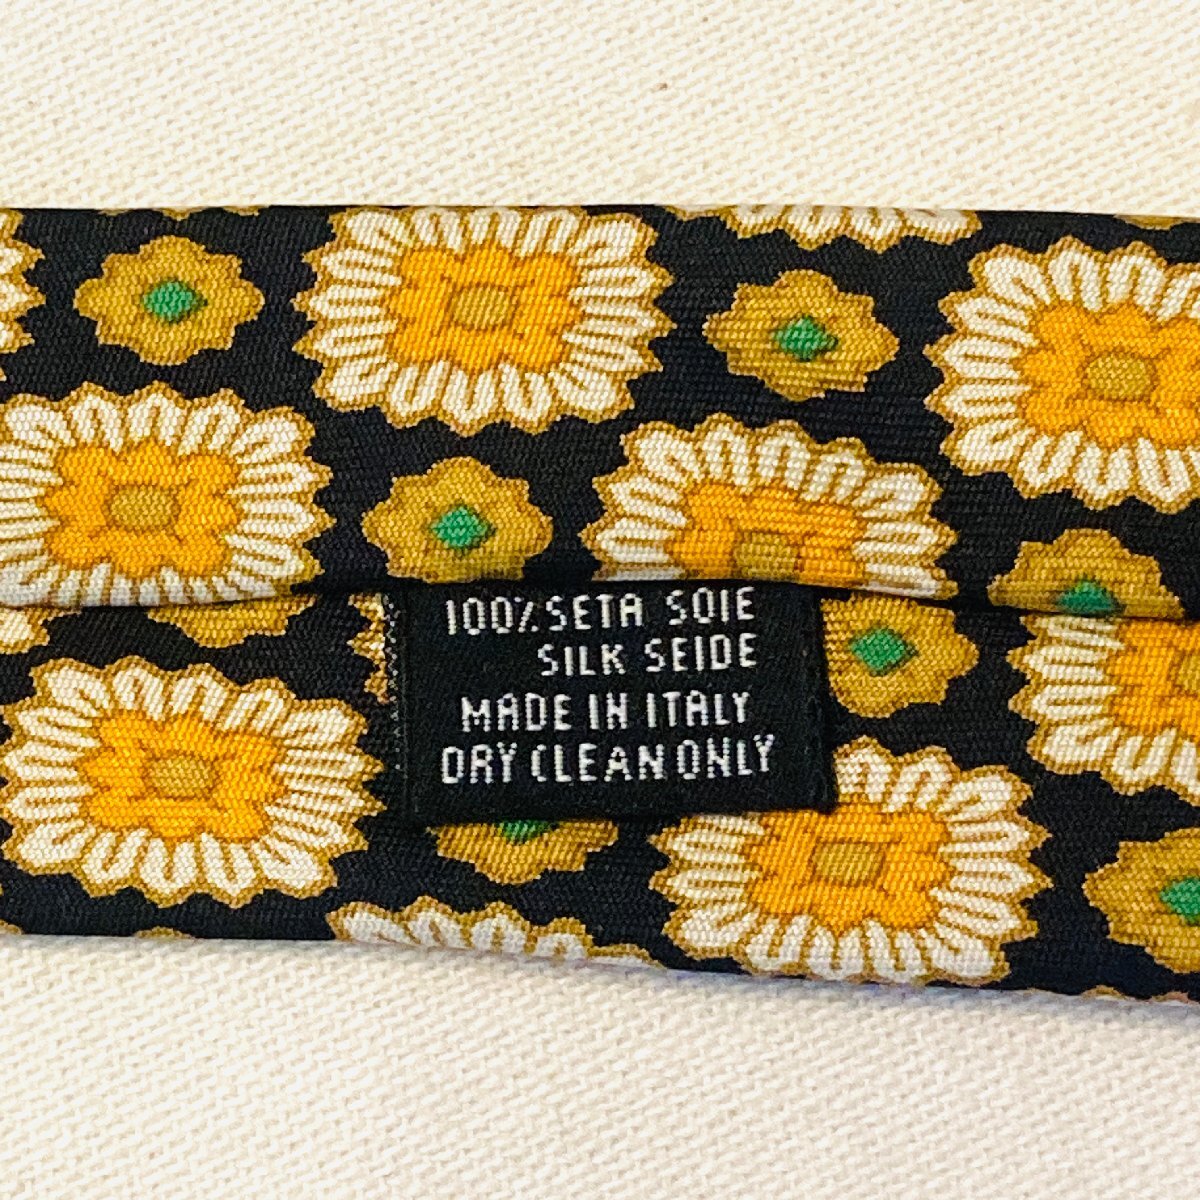 100% SETA SOIE
SILK SEIDE
MADE IN ITALY
DRY CLEAN ONLY